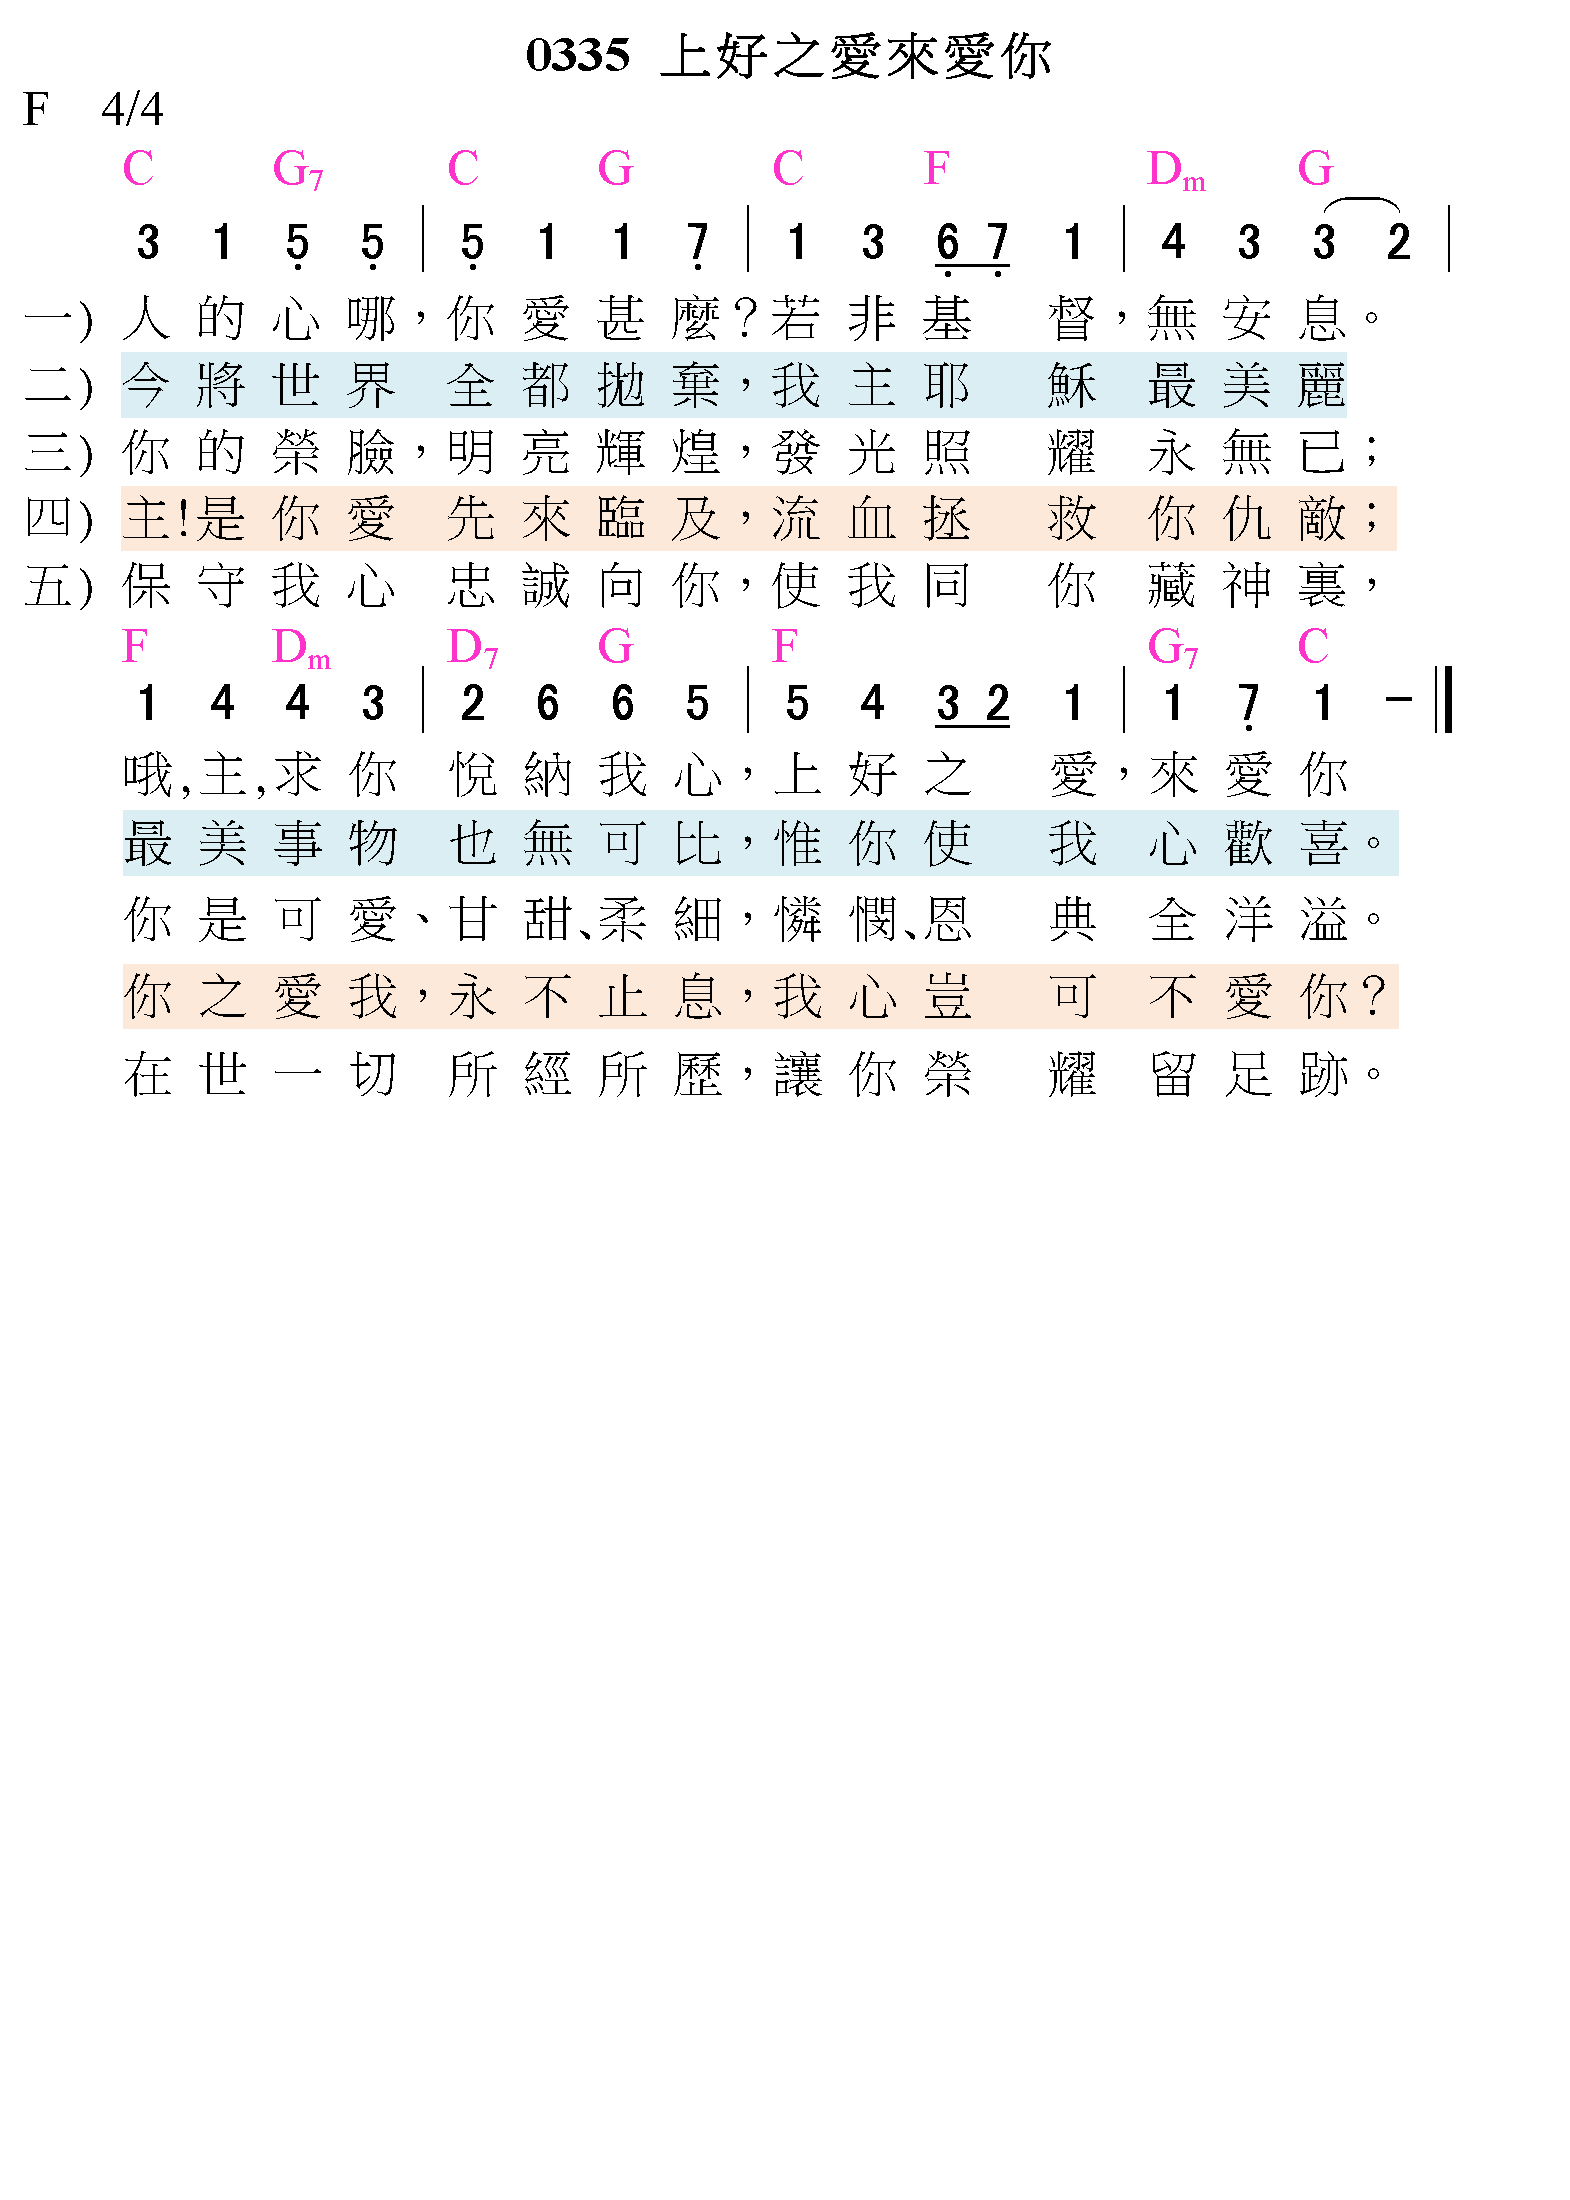 0335 上好之愛來愛你
F 4/4
C G7 C G C F Dm G
3 1 5̣ 5̣ | 5̣ 1 1 7̣ | 1 3 6̣ 7̣ 1 | 4 3 3 2 |
一) 人的心哪，你愛甚麼？若非基督，無安息。
二) 今將世界全都拋棄，我主耶穌最美麗
三) 你的榮臉，明亮輝煌，發光照耀永無已；
四) 主！是你愛先來臨及，流血拯救你仇敵；
五) 保守我心忠誠向你，使我同你藏神裏，
F Dm D7 G F G7 C
1 4 4 3 | 2 6 6 5 | 5 4 3 2 1 | 1 7̣ 1 － ‖
哦,主,求你悅納我心，上好之愛，來愛你
最美事物也無可比，惟你使我心歡喜。
你是可愛、甘甜、柔細，憐憫、恩典全洋溢。
你之愛我，永不止息，我心豈可不愛你？
在世一切所經所歷，讓你榮耀留足跡。